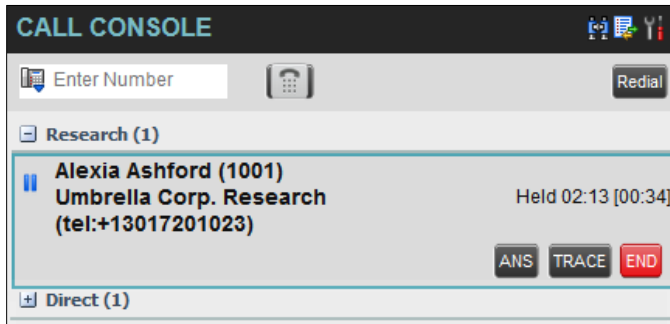 CALL CONSOLE
Enter Number
Redial
Research (1)
Alexia Ashford (1001)
Umbrella Corp. Research
(tel:+13017201023)
Held 02:13 [00:34]
ANS TRACE END
Direct (1)